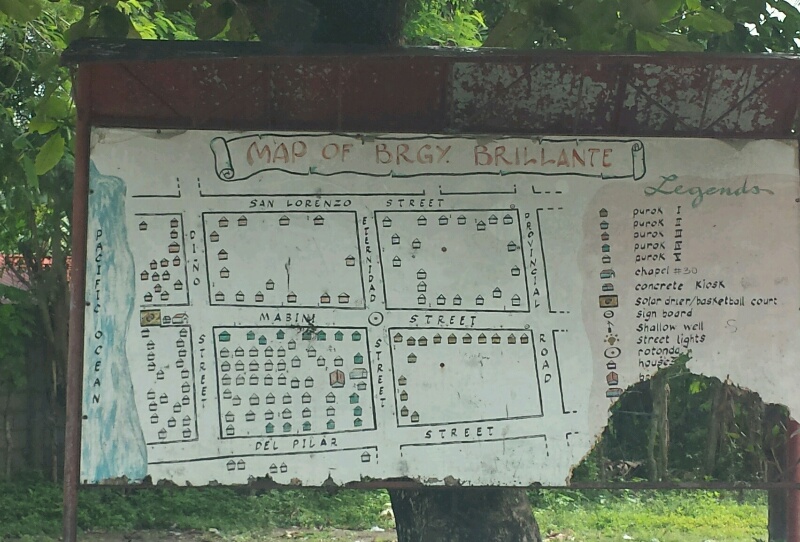 MAP OF BRGY. BRILLANTE
Legends
PACIFIC OCEAN
SAN LORENZO STREET
DIÑO STREET
ETERNIDAD STREET
PROVINCIAL ROAD
MABINI STREET
DEL PILAR STREET
purok I
purok II
purok III
purok IV
purok V
chapel #30
concrete kiosk
solar drier/basketball court
sign board
shallow well
street lights
rotonda
houses